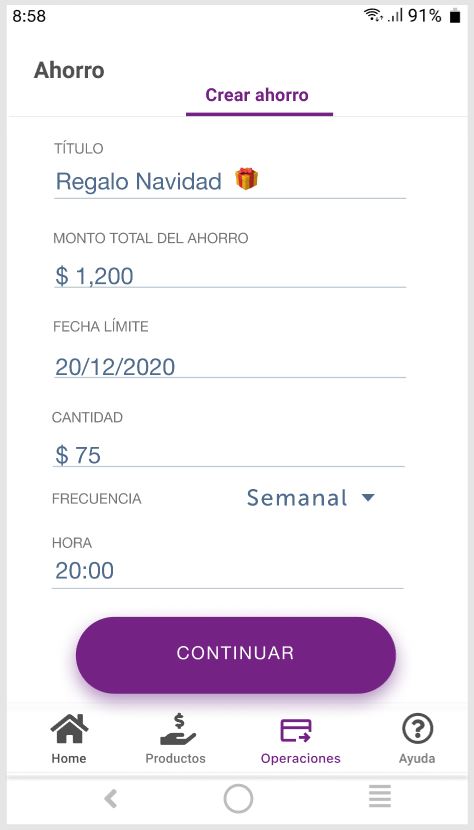 8:58 91%
Ahorro
Crear ahorro
TÍTULO
Regalo Navidad 🎁
MONTO TOTAL DEL AHORRO
$ 1,200
FECHA LÍMITE
20/12/2020
CANTIDAD
$ 75
FRECUENCIA Semanal
HORA
20:00
CONTINUAR
Home Productos Operaciones Ayuda